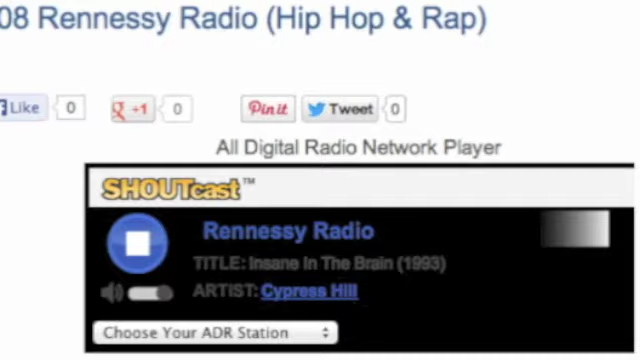 08 Rennessy Radio (Hip Hop & Rap)
Like 0 +1 0 Pin it Tweet 0
All Digital Radio Network Player
SHOUTcast™
Rennessy Radio
TITLE: Insane In The Brain (1993)
ARTIST: Cypress Hill
Choose Your ADR Station